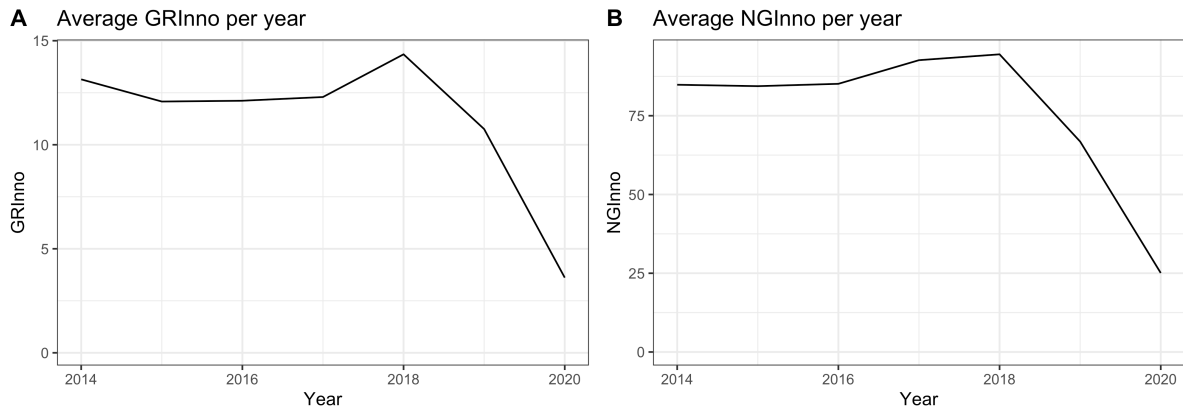 A Average GRInno per year
15
10
5
0
GRInno
2014 2016 2018 2020
Year
B Average NGInno per year
75
50
25
0
NGInno
2014 2016 2018 2020
Year